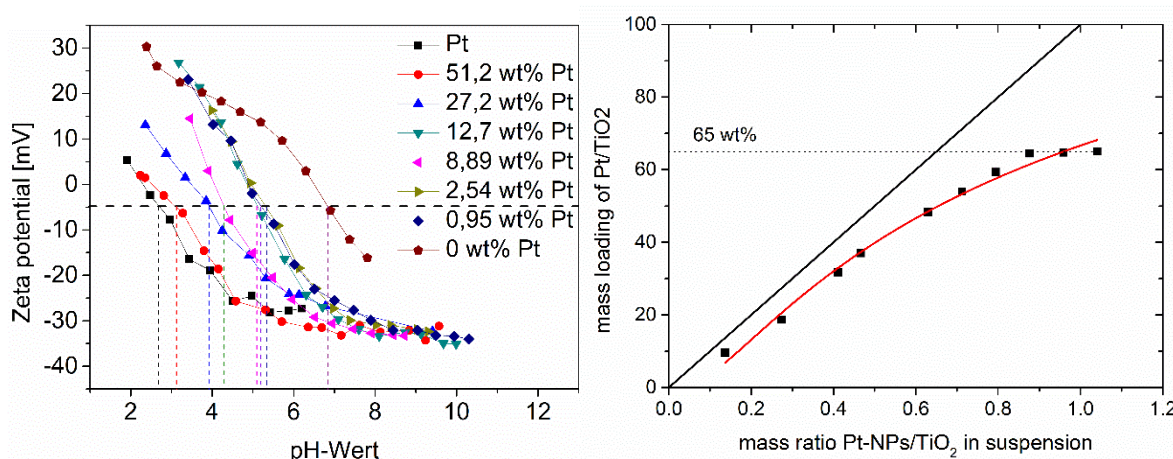 Zeta potential [mV]
30
20
10
0
-10
-20
-30
-40
2
4
6
8
10
12
pH-Wert
Pt
51,2 wt% Pt
27,2 wt% Pt
12,7 wt% Pt
8,89 wt% Pt
2,54 wt% Pt
0,95 wt% Pt
0 wt% Pt
mass loading of Pt/TiO2
100
80
60
40
20
0
65 wt%
0.0
0.2
0.4
0.6
0.8
1.0
1.2
mass ratio Pt-NPs/TiO₂ in suspension